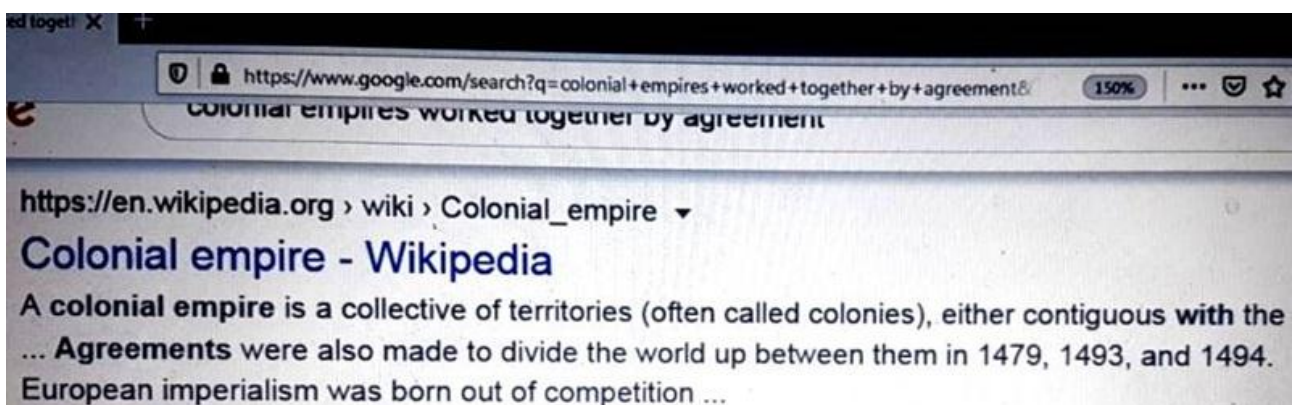 ed togetl X +
https://www.google.com/search?q=colonial+empires+worked+together+by+agreement& 150% ...
e colonial empires worked together by agreement
https://en.wikipedia.org › wiki › Colonial_empire
Colonial empire - Wikipedia
A colonial empire is a collective of territories (often called colonies), either contiguous with the
... Agreements were also made to divide the world up between them in 1479, 1493, and 1494.
European imperialism was born out of competition ...